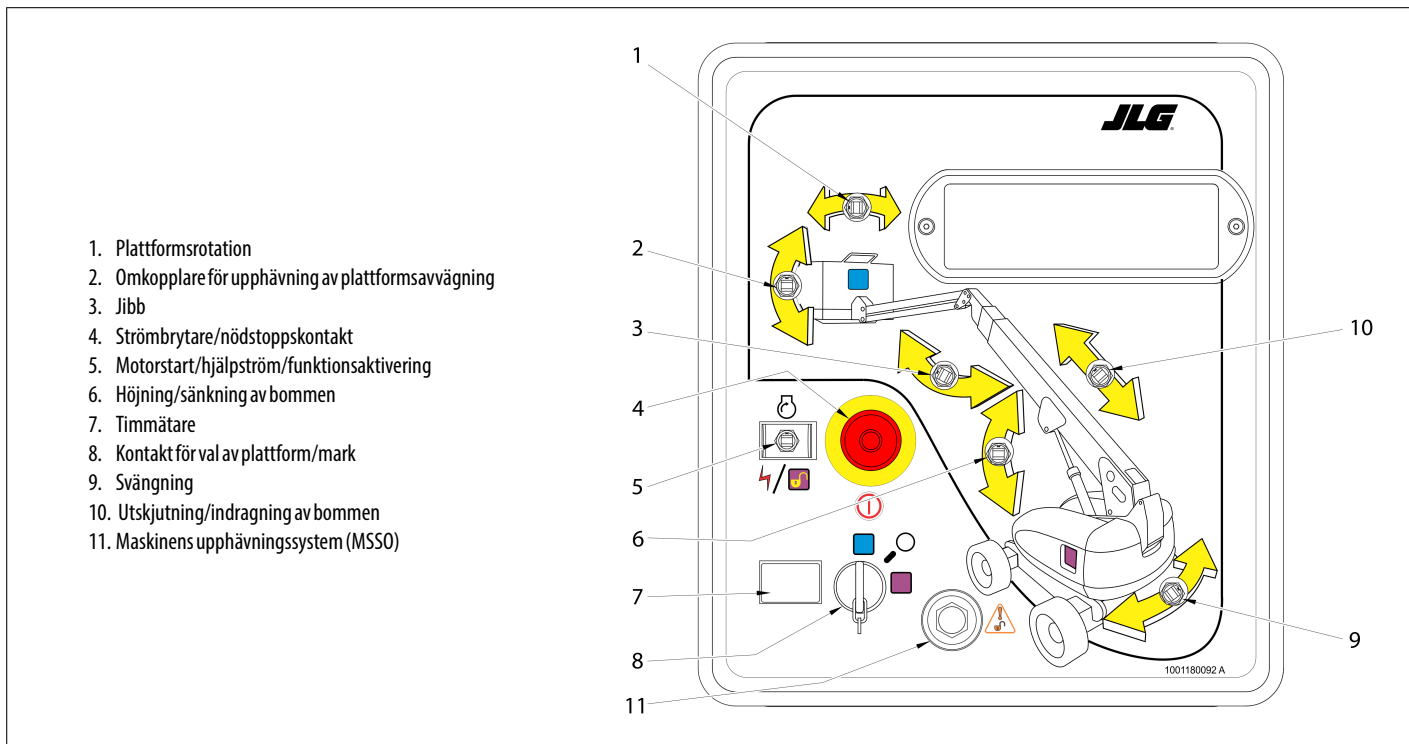 1. Plattformsrotation
2. Omkopplare för upphävning av plattformsavvägning
3. Jibb
4. Strömbrytare/nödstoppskontakt
5. Motorstart/hjälpström/funktionsaktivering
6. Höjning/sänkning av bommen
7. Timmätare
8. Kontakt för val av plattform/mark
9. Svängning
10. Utskjutning/indragning av bommen
11. Maskinens upphävningssystem (MSSO)
1
JLG
2
3
10
4
5
6
7
8
9
11
1001180092 A